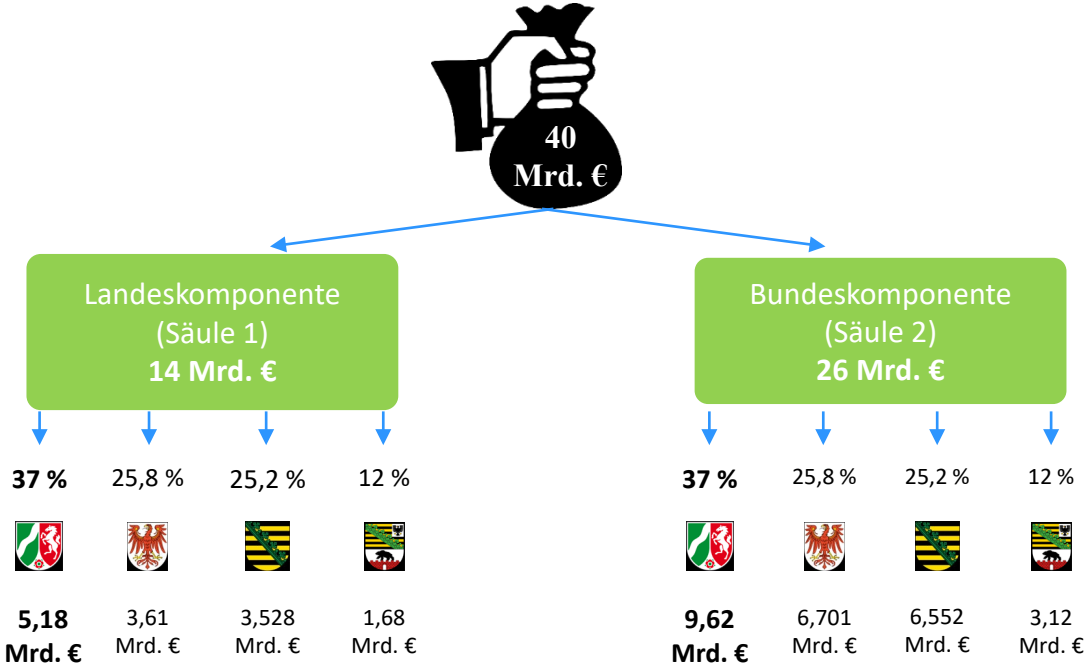 40
Mrd. €
Landeskomponente
(Säule 1)
14 Mrd. €
Bundeskomponente
(Säule 2)
26 Mrd. €
37 %
25,8 %
25,2 %
12 %
37 %
25,8 %
25,2 %
12 %
5,18
Mrd. €
3,61
Mrd. €
3,528
Mrd. €
1,68
Mrd. €
9,62
Mrd. €
6,701
Mrd. €
6,552
Mrd. €
3,12
Mrd. €